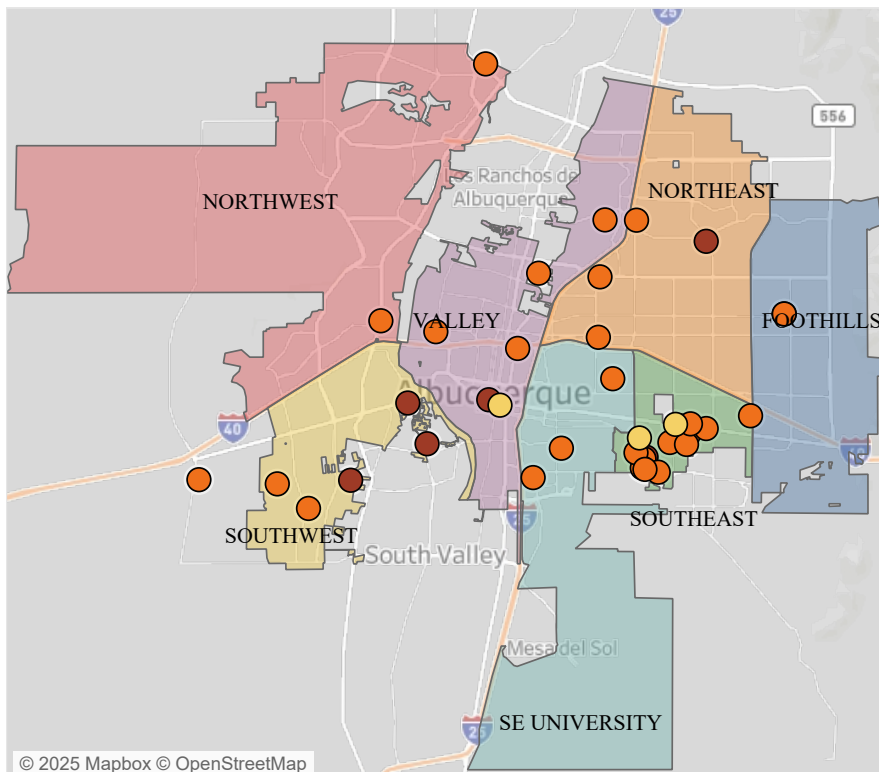 25
556
NORTHWEST
Los Ranchos de
Albuquerque
NORTHEAST
VALLEY
FOOTHILLS
Albuquerque
40
SOUTHWEST
25
SOUTHEAST
South Valley
Mesa del Sol
SE UNIVERSITY
25
© 2025 Mapbox © OpenStreetMap